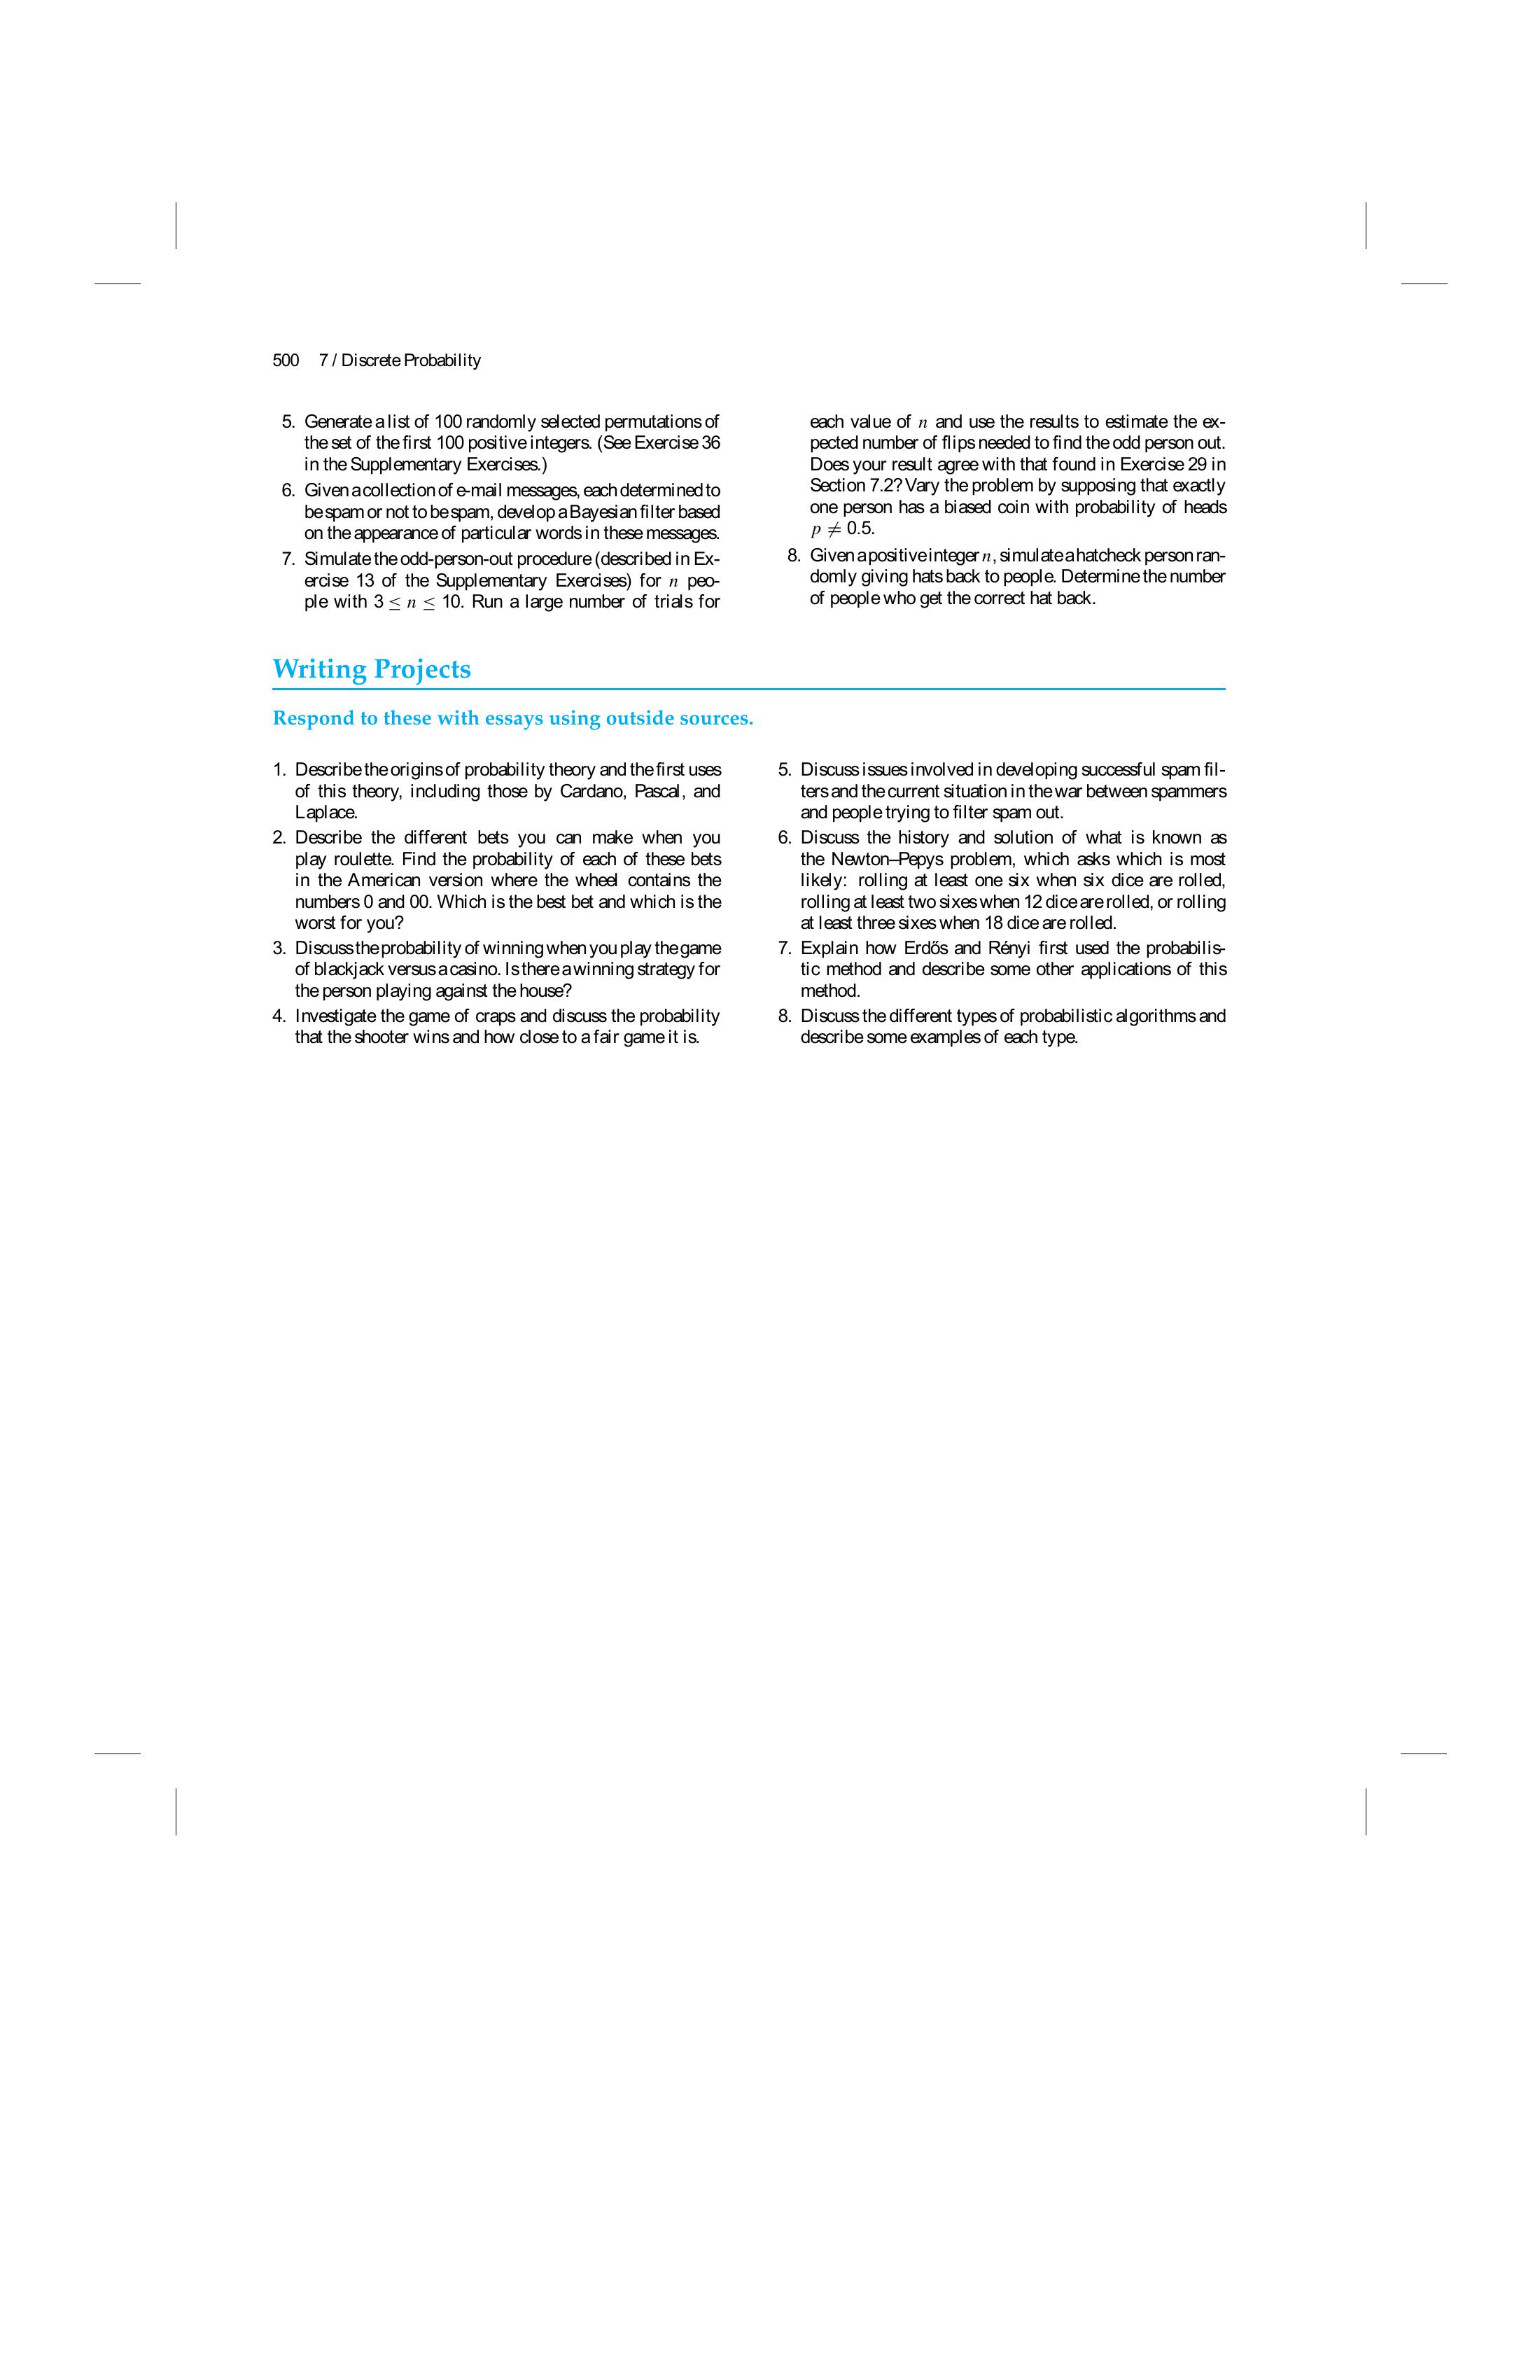 500 7 / Discrete Probability
5. Generate a list of 100 randomly selected permutations of
the set of the first 100 positive integers. (See Exercise 36
in the Supplementary Exercises.)
6. Given a collection of e-mail messages, each determined to
be spam or not to be spam, develop a Bayesian filter based
on the appearance of particular words in these messages.
7. Simulate the odd-person-out procedure (described in Ex-
ercise 13 of the Supplementary Exercises) for n peo-
ple with 3 ≤ n ≤ 10. Run a large number of trials for
each value of n and use the results to estimate the ex-
pected number of flips needed to find the odd person out.
Does your result agree with that found in Exercise 29 in
Section 7.2? Vary the problem by supposing that exactly
one person has a biased coin with probability of heads
p ≠ 0.5.
8. Given a positive integer n, simulate a hatcheck person ran-
domly giving hats back to people. Determine the number
of people who get the correct hat back.
Writing Projects
Respond to these with essays using outside sources.
1. Describe the origins of probability theory and the first uses
of this theory, including those by Cardano, Pascal, and
Laplace.
2. Describe the different bets you can make when you
play roulette. Find the probability of each of these bets
in the American version where the wheel contains the
numbers 0 and 00. Which is the best bet and which is the
worst for you?
3. Discuss the probability of winning when you play the game
of blackjack versus a casino. Is there a winning strategy for
the person playing against the house?
4. Investigate the game of craps and discuss the probability
that the shooter wins and how close to a fair game it is.
5. Discuss issues involved in developing successful spam fil-
ters and the current situation in the war between spammers
and people trying to filter spam out.
6. Discuss the history and solution of what is known as
the Newton–Pepys problem, which asks which is most
likely: rolling at least one six when six dice are rolled,
rolling at least two sixes when 12 dice are rolled, or rolling
at least three sixes when 18 dice are rolled.
7. Explain how Erdős and Rényi first used the probabilis-
tic method and describe some other applications of this
method.
8. Discuss the different types of probabilistic algorithms and
describe some examples of each type.